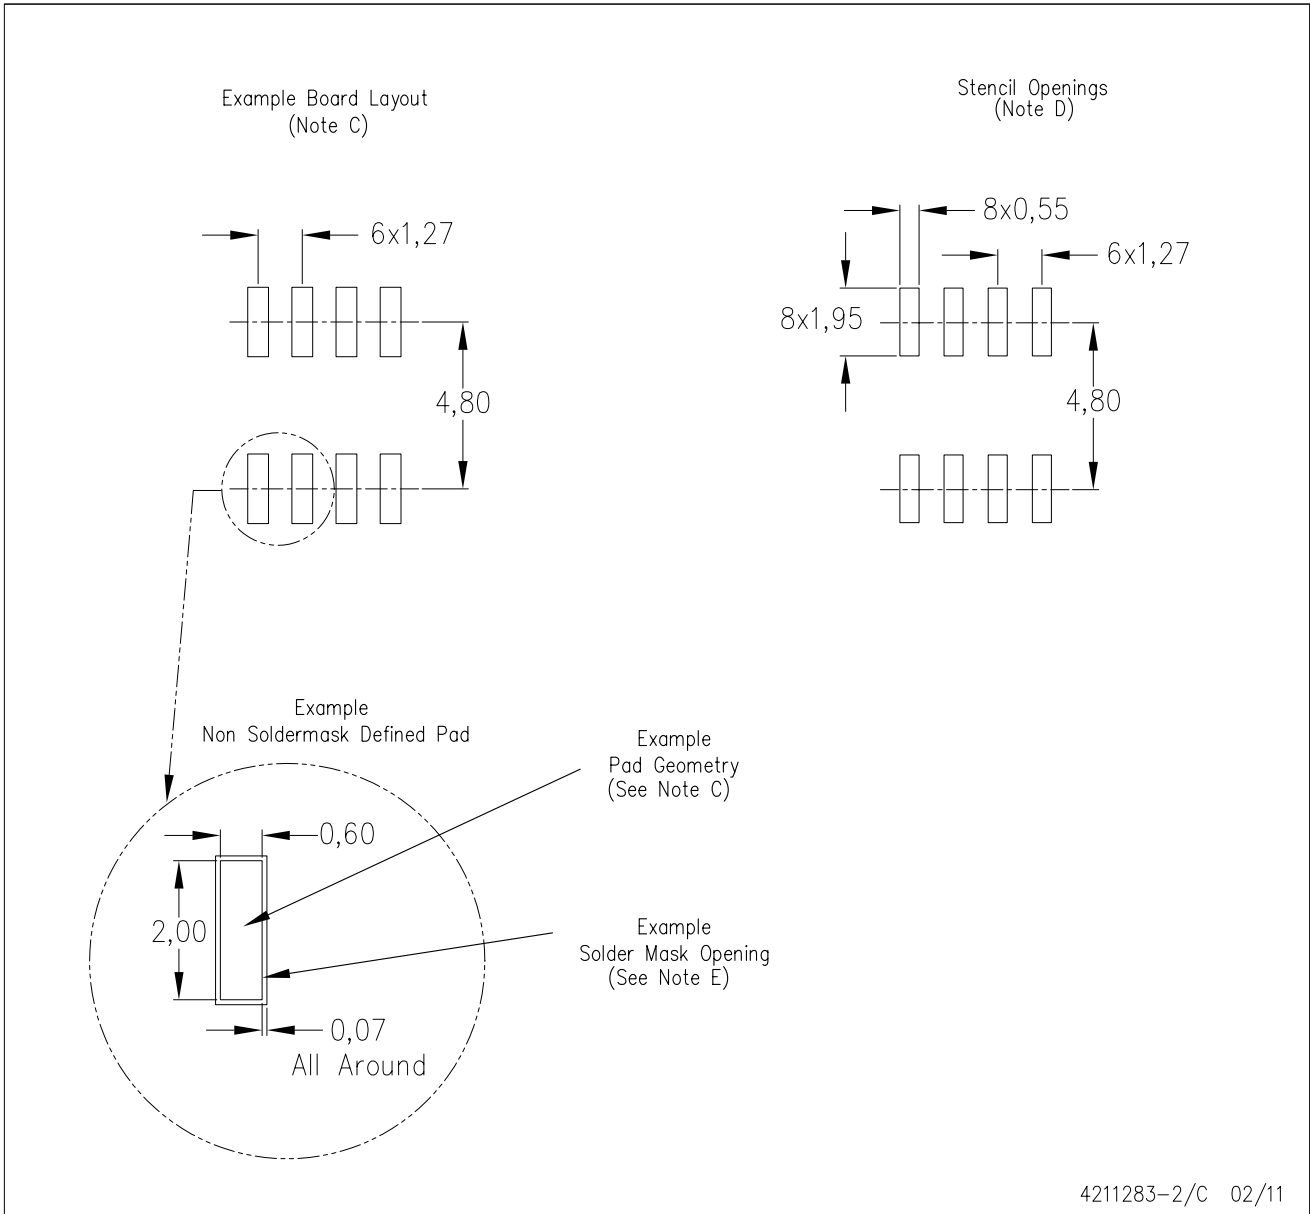 Example Board Layout
(Note C)
Stencil Openings
(Note D)
6x1,27
4,80
8x0,55
6x1,27
8x1,95
4,80
Example
Non Soldermask Defined Pad
Example
Pad Geometry
(See Note C)
0,60
2,00
Example
Solder Mask Opening
(See Note E)
0,07
All Around
4211283-2/C 02/11